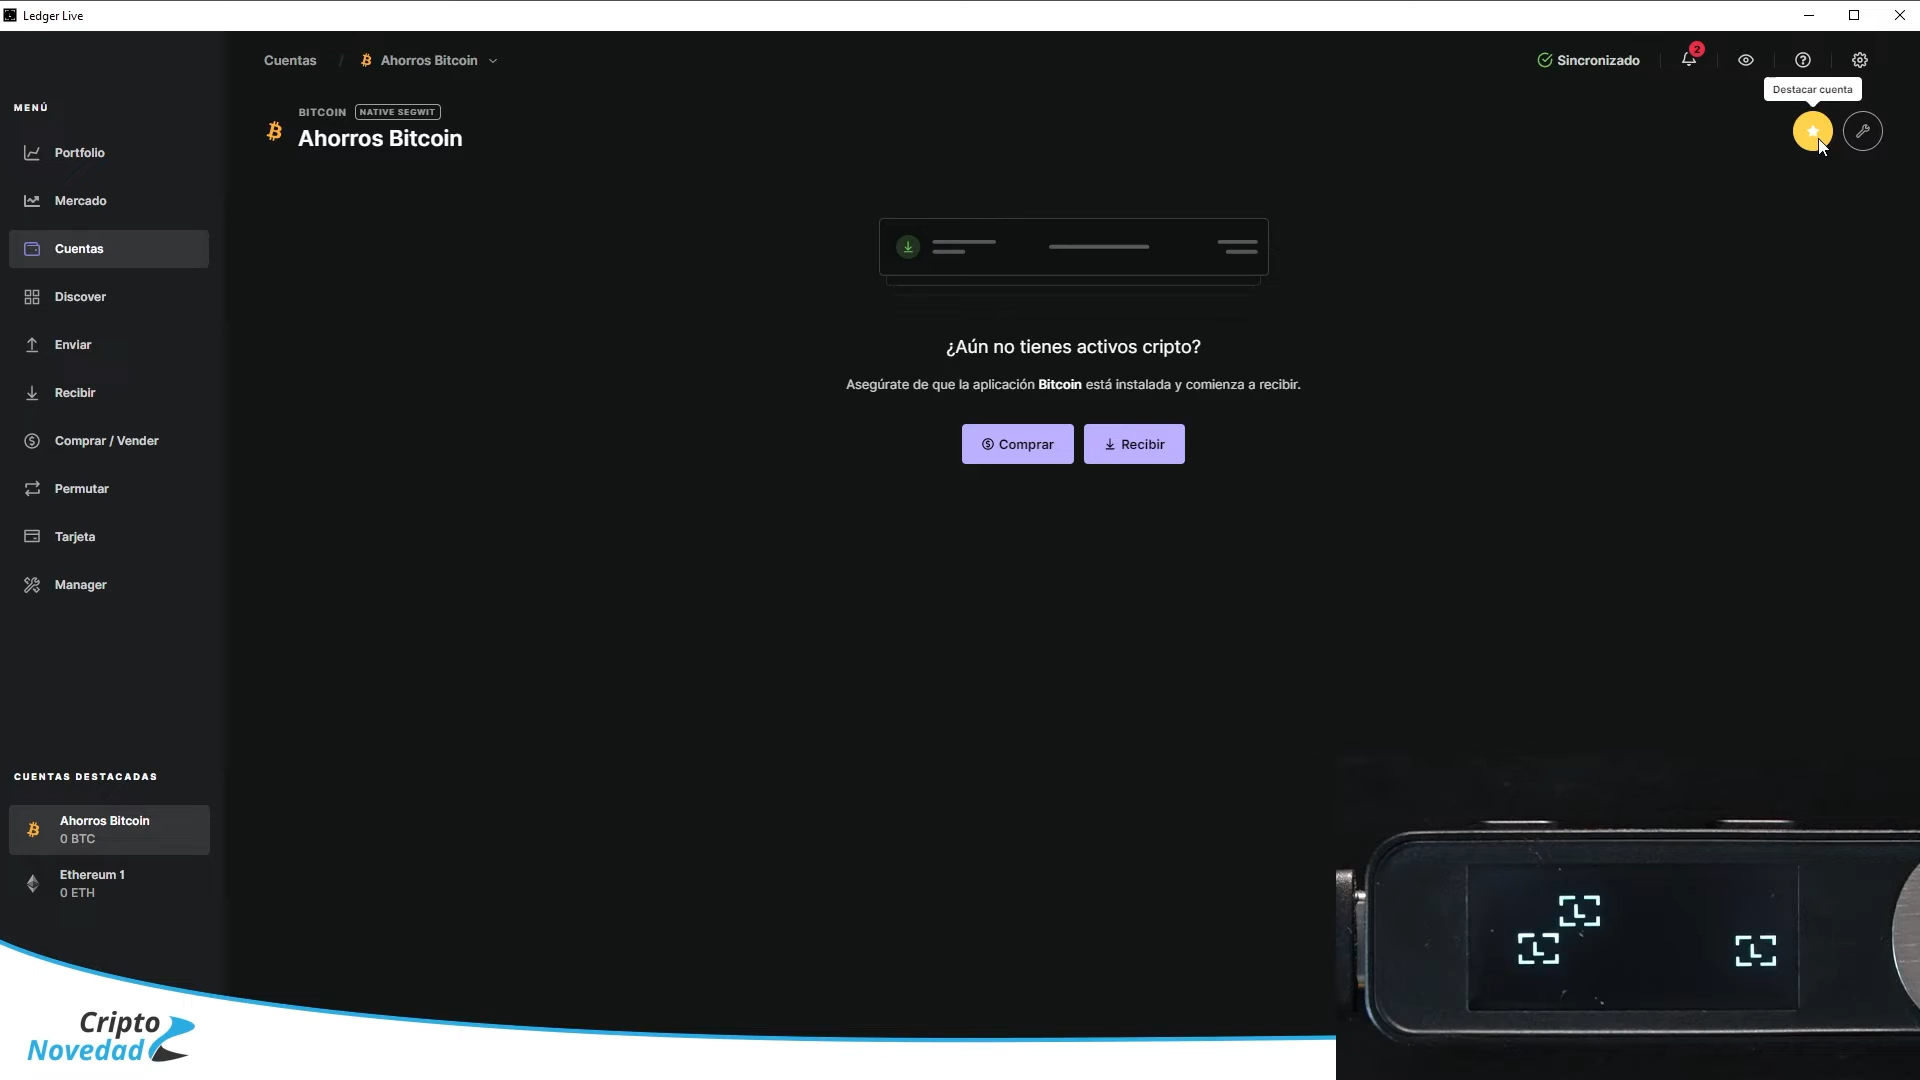 Ledger Live
Cuentas / Ahorros Bitcoin
Sincronizado
2
Destacar cuenta
BITCOIN NATIVE SEGWIT
Ahorros Bitcoin
MENÚ
Portfolio
Mercado
Cuentas
Discover
Enviar
Recibir
Comprar / Vender
Permutar
Tarjeta
Manager
¿Aún no tienes activos cripto?
Asegúrate de que la aplicación Bitcoin está instalada y comienza a recibir.
Comprar
Recibir
CUENTAS DESTACADAS
Ahorros Bitcoin
0 BTC
Ethereum 1
0 ETH
Cripto
Novedad